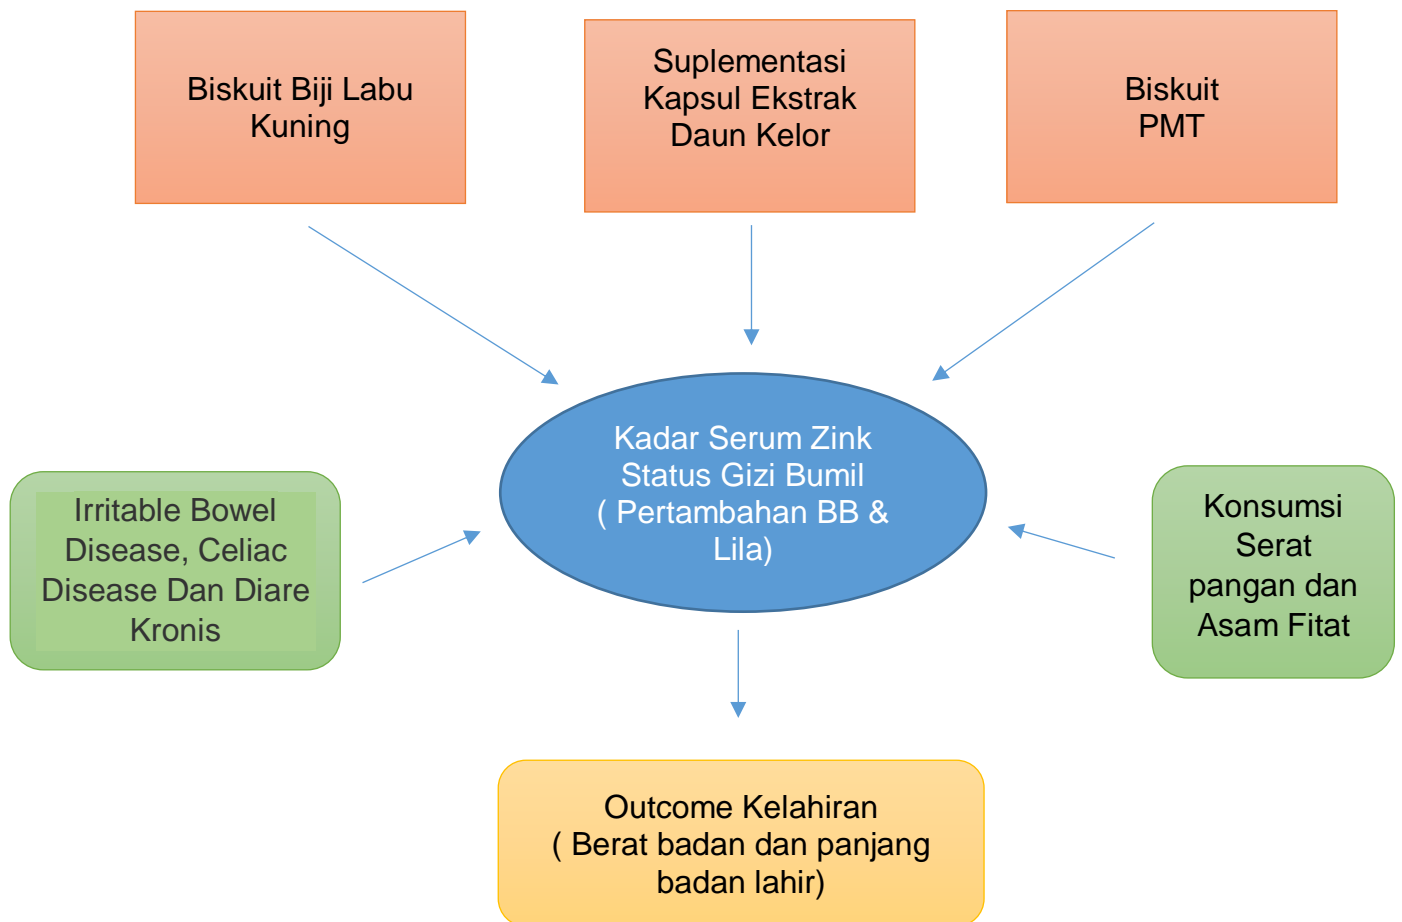 Biskuit Biji Labu
Kuning
Suplementasi
Kapsul Ekstrak
Daun Kelor
Biskuit
PMT
Kadar Serum Zink
Status Gizi Bumil
( Pertambahan BB &
Lila)
Irritable Bowel
Disease, Celiac
Disease Dan Diare
Kronis
Konsumsi
Serat
pangan dan
Asam Fitat
Outcome Kelahiran
( Berat badan dan panjang
badan lahir)